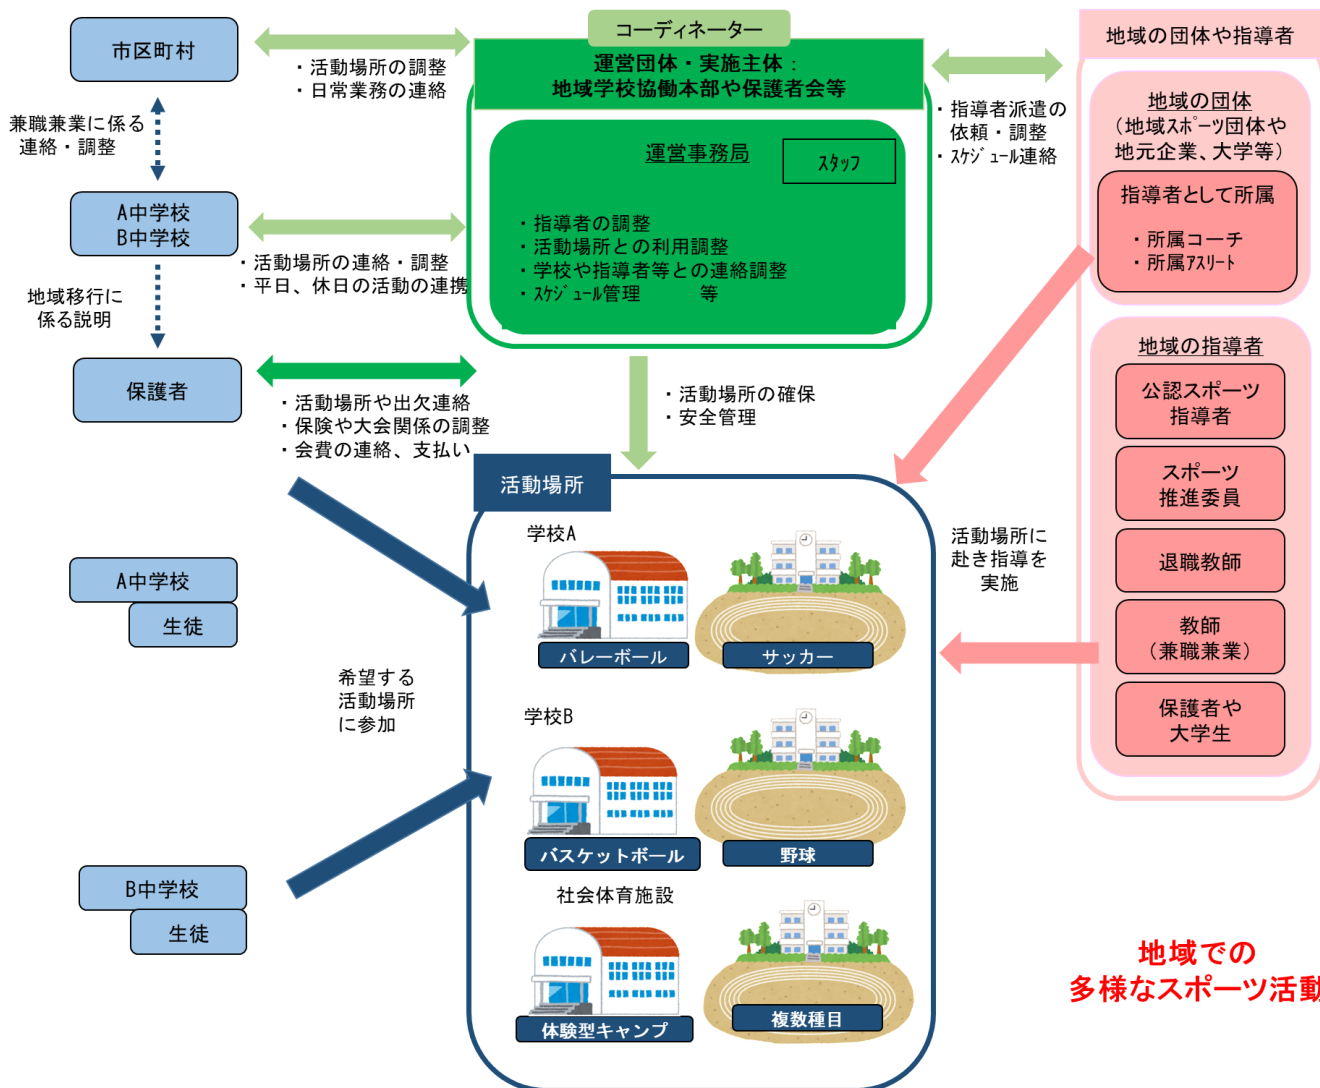 市区町村
・活動場所の調整
・日常業務の連絡
兼職兼業に係る
連絡・調整
A中学校
B中学校
・活動場所の連絡・調整
・平日、休日の活動の連携
地域移行に
係る説明
保護者
・活動場所や出欠連絡
・保険や大会関係の調整
・会費の連絡、支払い
コーディネーター
運営団体・実施主体：
地域学校協働本部や保護者会等
運営事務局
ｽﾀｯﾌ
・指導者の調整
・活動場所との利用調整
・学校や指導者等との連絡調整
・ｽｹｼﾞｭｰﾙ管理　　等
・活動場所の確保
・安全管理
・指導者派遣の
依頼・調整
・ｽｹｼﾞｭｰﾙ連絡
地域の団体や指導者
地域の団体
（地域ｽﾎﾟｰﾂ団体や
地元企業、大学等）
指導者として所属
・所属コーチ
・所属ｱｽﾘｰﾄ
地域の指導者
公認スポーツ
指導者
スポーツ
推進委員
退職教師
教師
（兼職兼業）
保護者や
大学生
活動場所に
赴き指導を
実施
A中学校
生徒
希望する
活動場所
に参加
B中学校
生徒
活動場所
学校A
バレーボール
サッカー
学校B
バスケットボール
野球
社会体育施設
体験型キャンプ
複数種目
地域での
多様なスポーツ活動